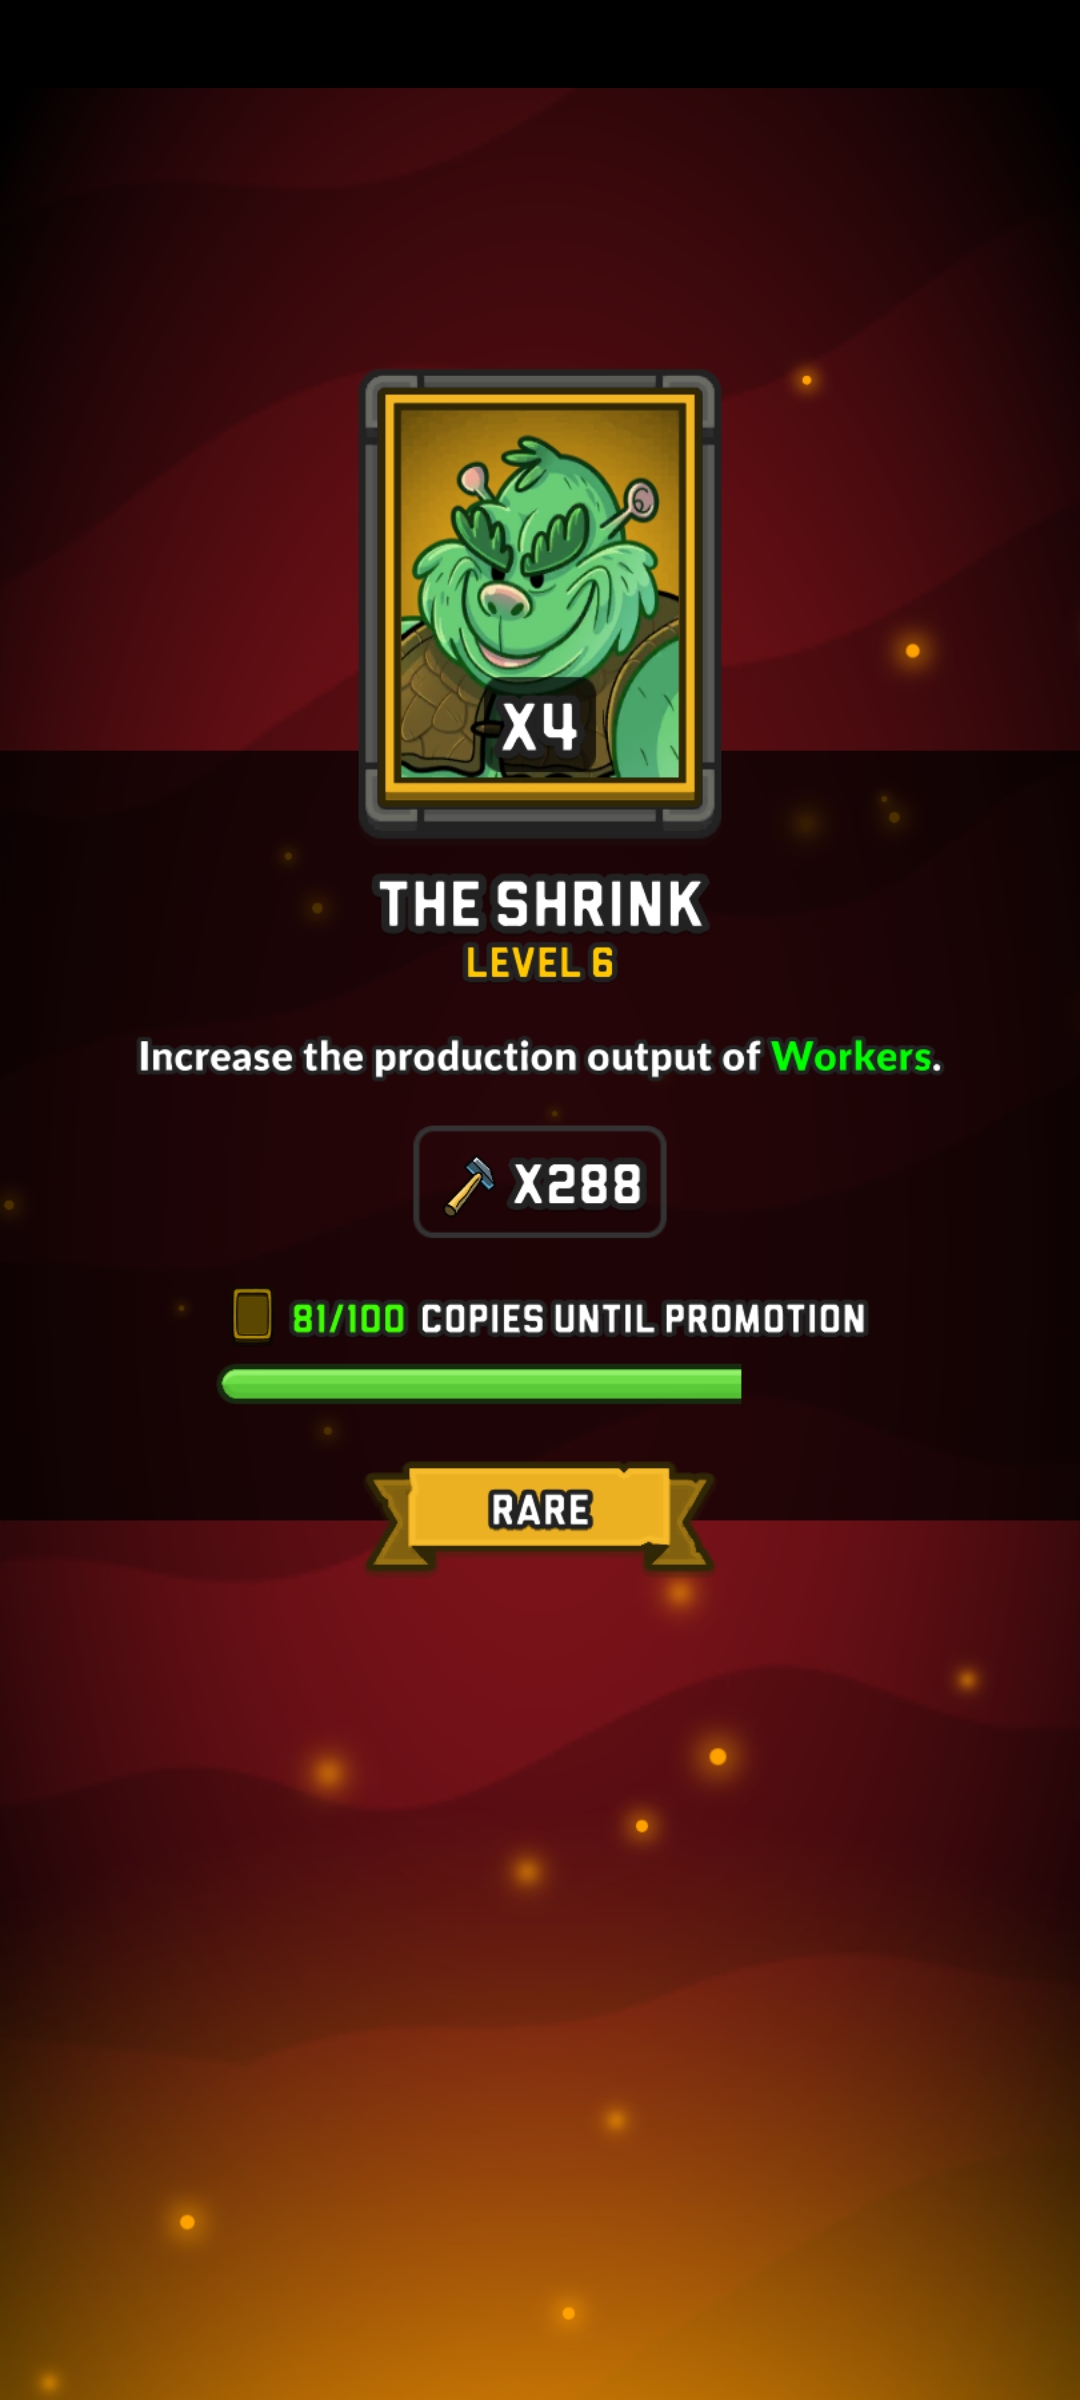 X4
THE SHRINK
LEVEL 6
Increase the production output of Workers.
X288
81/100 COPIES UNTIL PROMOTION
RARE